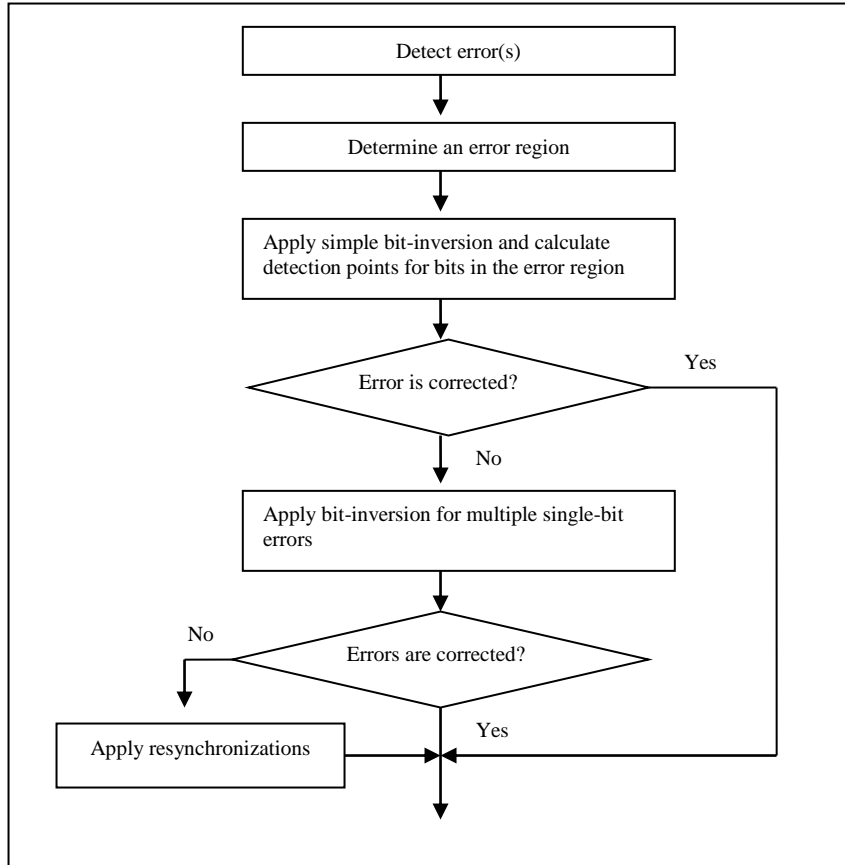 Detect error(s)
Determine an error region
Apply simple bit-inversion and calculate
detection points for bits in the error region
Error is corrected?
Yes
No
Apply bit-inversion for multiple single-bit
errors
No
Errors are corrected?
Yes
Apply resynchronizations